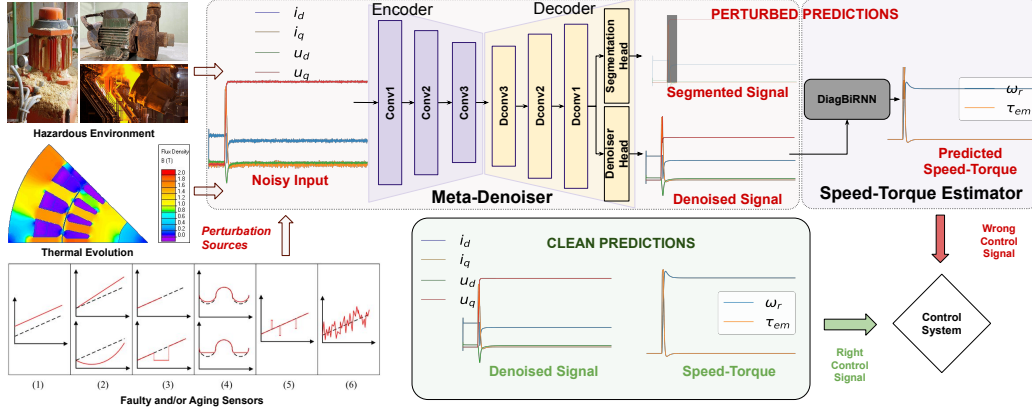 Encoder
Decoder
PERTURBED PREDICTIONS
i_d
i_q
u_d
u_q
Conv1
Conv2
Conv3
Dconv3
Dconv2
Dconv1
Segmentation Head
Denoiser Head
Segmented Signal
DiagBiRNN
ω_r
τ_em
Hazardous Environment
Noisy Input
Meta-Denoiser
Denoised Signal
Predicted
Speed-Torque
Speed-Torque Estimator
Flux Density
B (T)
2.0
1.8
1.6
1.4
1.2
1.0
0.8
0.6
0.4
0.2
0.0
Thermal Evolution
Perturbation
Sources
CLEAN PREDICTIONS
i_d
i_q
u_d
u_q
ω_r
τ_em
Denoised Signal
Speed-Torque
Wrong
Control
Signal
Control
System
Right
Control
Signal
(1)
(2)
(3)
(4)
(5)
(6)
Faulty and/or Aging Sensors